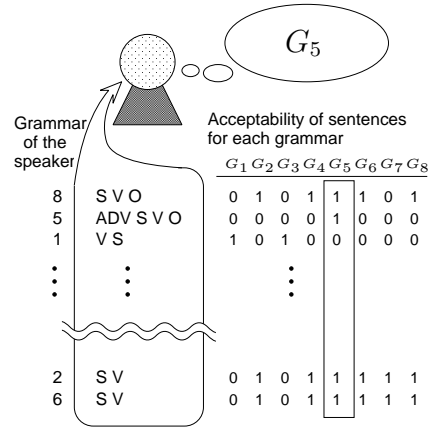 G5
Grammar
of the
speaker
Acceptability of sentences
for each grammar
G1 G2 G3 G4 G5 G6 G7 G8
8 S V O 0 1 0 1 1 1 0 1
5 ADV S V O 0 0 0 0 1 0 0 0
1 V S 1 0 1 0 0 0 0 0
2 S V 0 1 0 1 1 1 1 1
6 S V 0 1 0 1 1 1 1 1